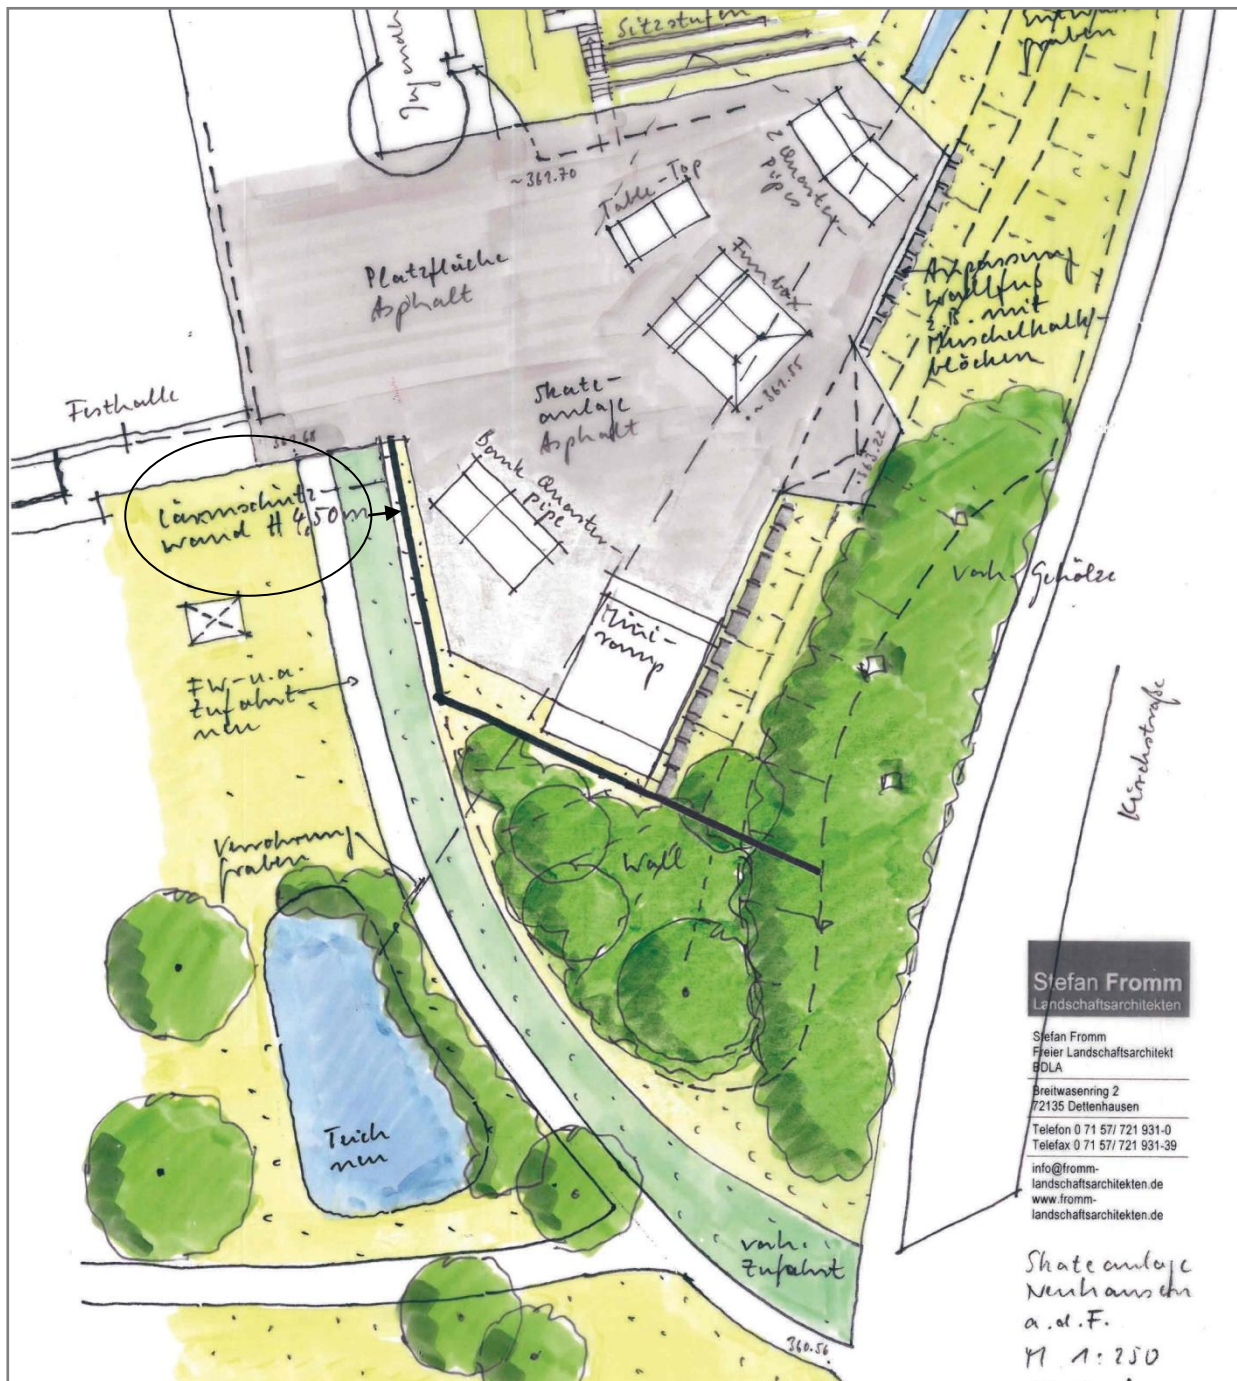 Sitzstufen
graben
~361.70
Table-Top
2 Quarter-
pipes
Platzfläche
Asphalt
Funbox
Anpassung
Wallfuß
z.B. mit
Muschelkalk-
blöcken
~361.55
Festhalle
Skate-
anlage
Asphalt
Bank Quarter-
pipe
Lärmschutz-
wand H 4,50 m
vorh. Gehölze
Mini-
ramp
FW-u.a.
Zufahrt
neu
Kirchstraße
Verrohrung
Graben
Wall
Stefan Fromm
Landschaftsarchitekten
Stefan Fromm
Freier Landschaftsarchitekt
BDLA
Breitwasenring 2
72135 Dettenhausen
Telefon 0 71 57/ 721 931-0
Telefax 0 71 57/ 721 931-39
info@fromm-
landschaftsarchitekten.de
www.fromm-
landschaftsarchitekten.de
Teich
neu
vorh.
Zufahrt
Skateanlage
Neuhausen
a.d.F.
M 1:250
360.56